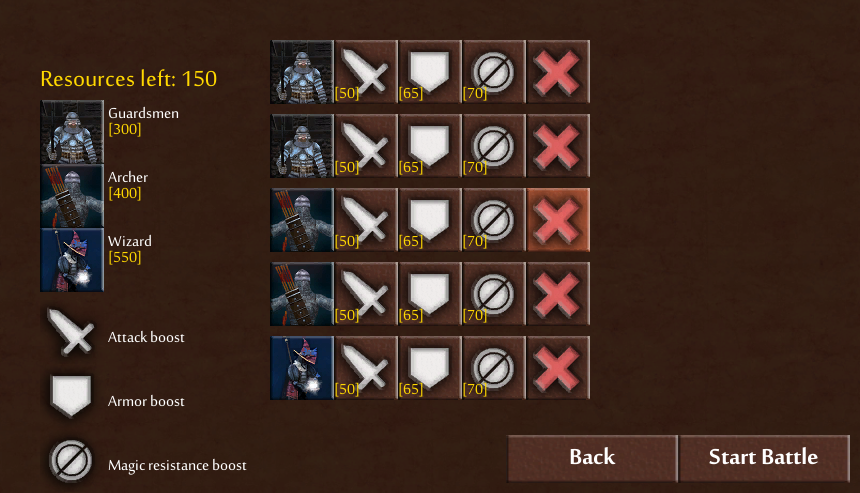 Resources left: 150
Guardsmen
[300]
Archer
[400]
Wizard
[550]
Attack boost
Armor boost
Magic resistance boost
[50] [65] [70]
[50] [65] [70]
[50] [65] [70]
[50] [65] [70]
[50] [65] [70]
Back
Start Battle